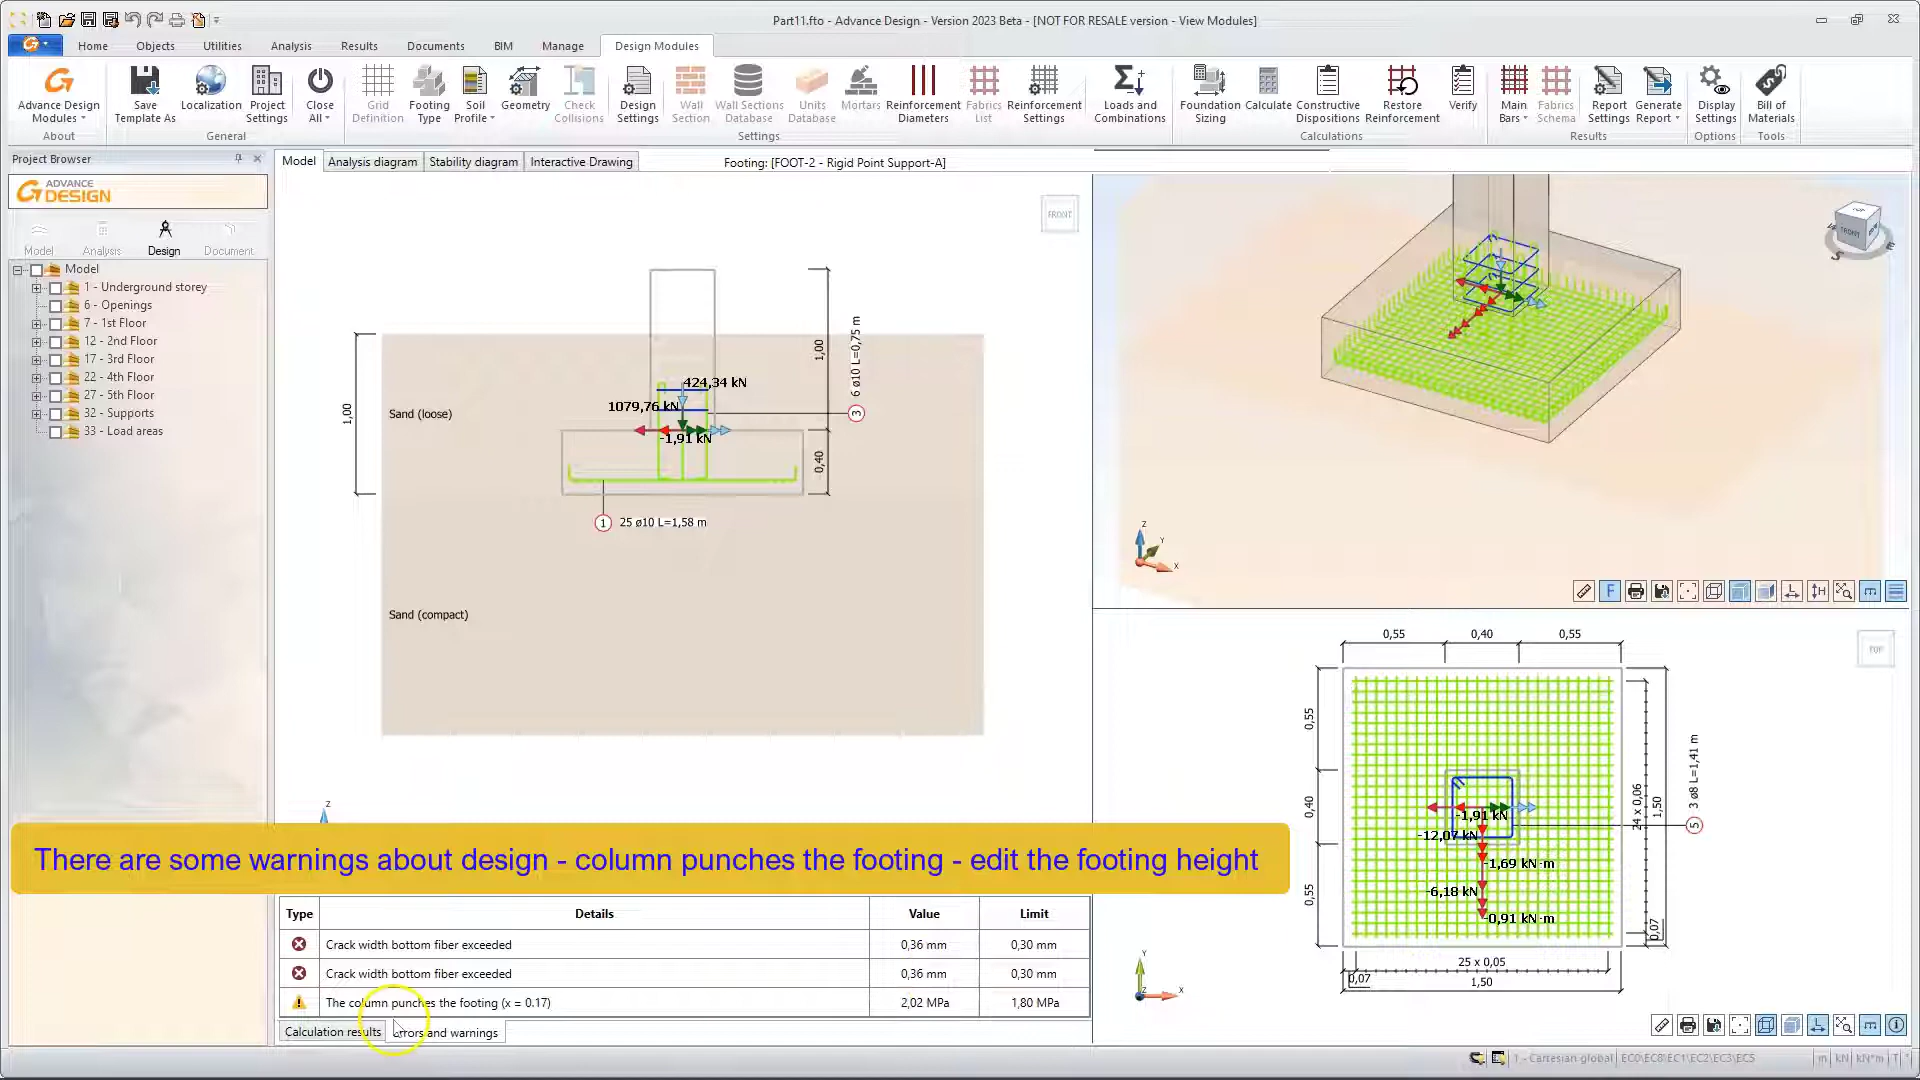 Part11.fto - Advance Design - Version 2023 Beta - [NOT FOR RESALE version - View Modules]
Home Objects Utilities Analysis Results Documents BIM Manage Design Modules
Advance Design Modules
Save Template As
Localization
Project Settings
Close All
Grid Definition
Footing Type
Soil Profile
Geometry
Check Collisions
Design Settings
Wall Section
Wall Sections Database
Units Database
Mortars
Reinforcement Diameters
Fabrics List
Reinforcement Settings
Loads and Combinations
Foundation Sizing
Calculate
Constructive Dispositions
Restore Reinforcement
Verify
Main Bars
Fabrics Schema
Report Settings
Generate Report
Display Settings
Bill of Materials
About General Settings Calculations Results Options Tools
Project Browser
ADVANCE
DESIGN
Model Analysis Design Document
Model
1 - Underground storey
6 - Openings
7 - 1st Floor
12 - 2nd Floor
17 - 3rd Floor
22 - 4th Floor
27 - 5th Floor
32 - Supports
33 - Load areas
Model Analysis diagram Stability diagram Interactive Drawing
Footing: [FOOT-2 - Rigid Point Support-A]
FRONT
1,00
6 ø10 L=0,75 m
424,34 kN
1079,76 kN
1,00
Sand (loose)
3
-1,91 kN
0,40
1 25 ø10 L=1,58 m
Sand (compact)
Z
FRONT
S
E
Z
Y
X
F
0,55 0,40 0,55
TOP
0,55
0,40
0,55
-1,91 kN
-12,07 kN
-1,69 kN·m
-6,18 kN
-0,91 kN·m
24 x 0,06
1,50
3 ø8 L=1,41 m
5
0,07
25 x 0,05
0,07
1,50
Y
Z
X
There are some warnings about design - column punches the footing - edit the footing height
Type Details Value Limit
Crack width bottom fiber exceeded 0,36 mm 0,30 mm
Crack width bottom fiber exceeded 0,36 mm 0,30 mm
The column punches the footing (x = 0.17) 2,02 MPa 1,80 MPa
Calculation results Errors and warnings
1 - Cartesian global EC0\EC8\EC1\EC2\EC3\EC5 m kN kN*m T °